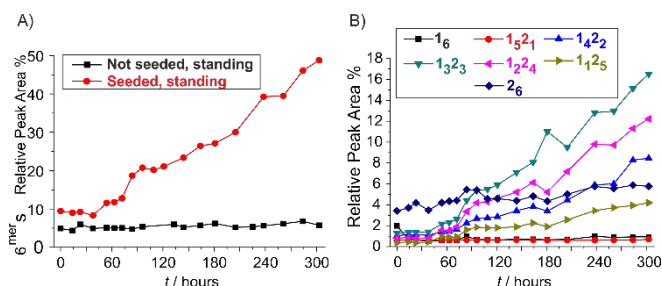 A)
6mers Relative Peak Area %
50
40
30
20
10
0
Not seeded, standing
Seeded, standing
0 60 120 180 240 300
t / hours
B)
Relative Peak Area %
18
16
14
12
10
8
6
4
2
0
1₆ 1₅2₁ 1₄2₂
1₃2₃ 1₂2₄ 1₁2₅
2₆
0 60 120 180 240 300
t / hours